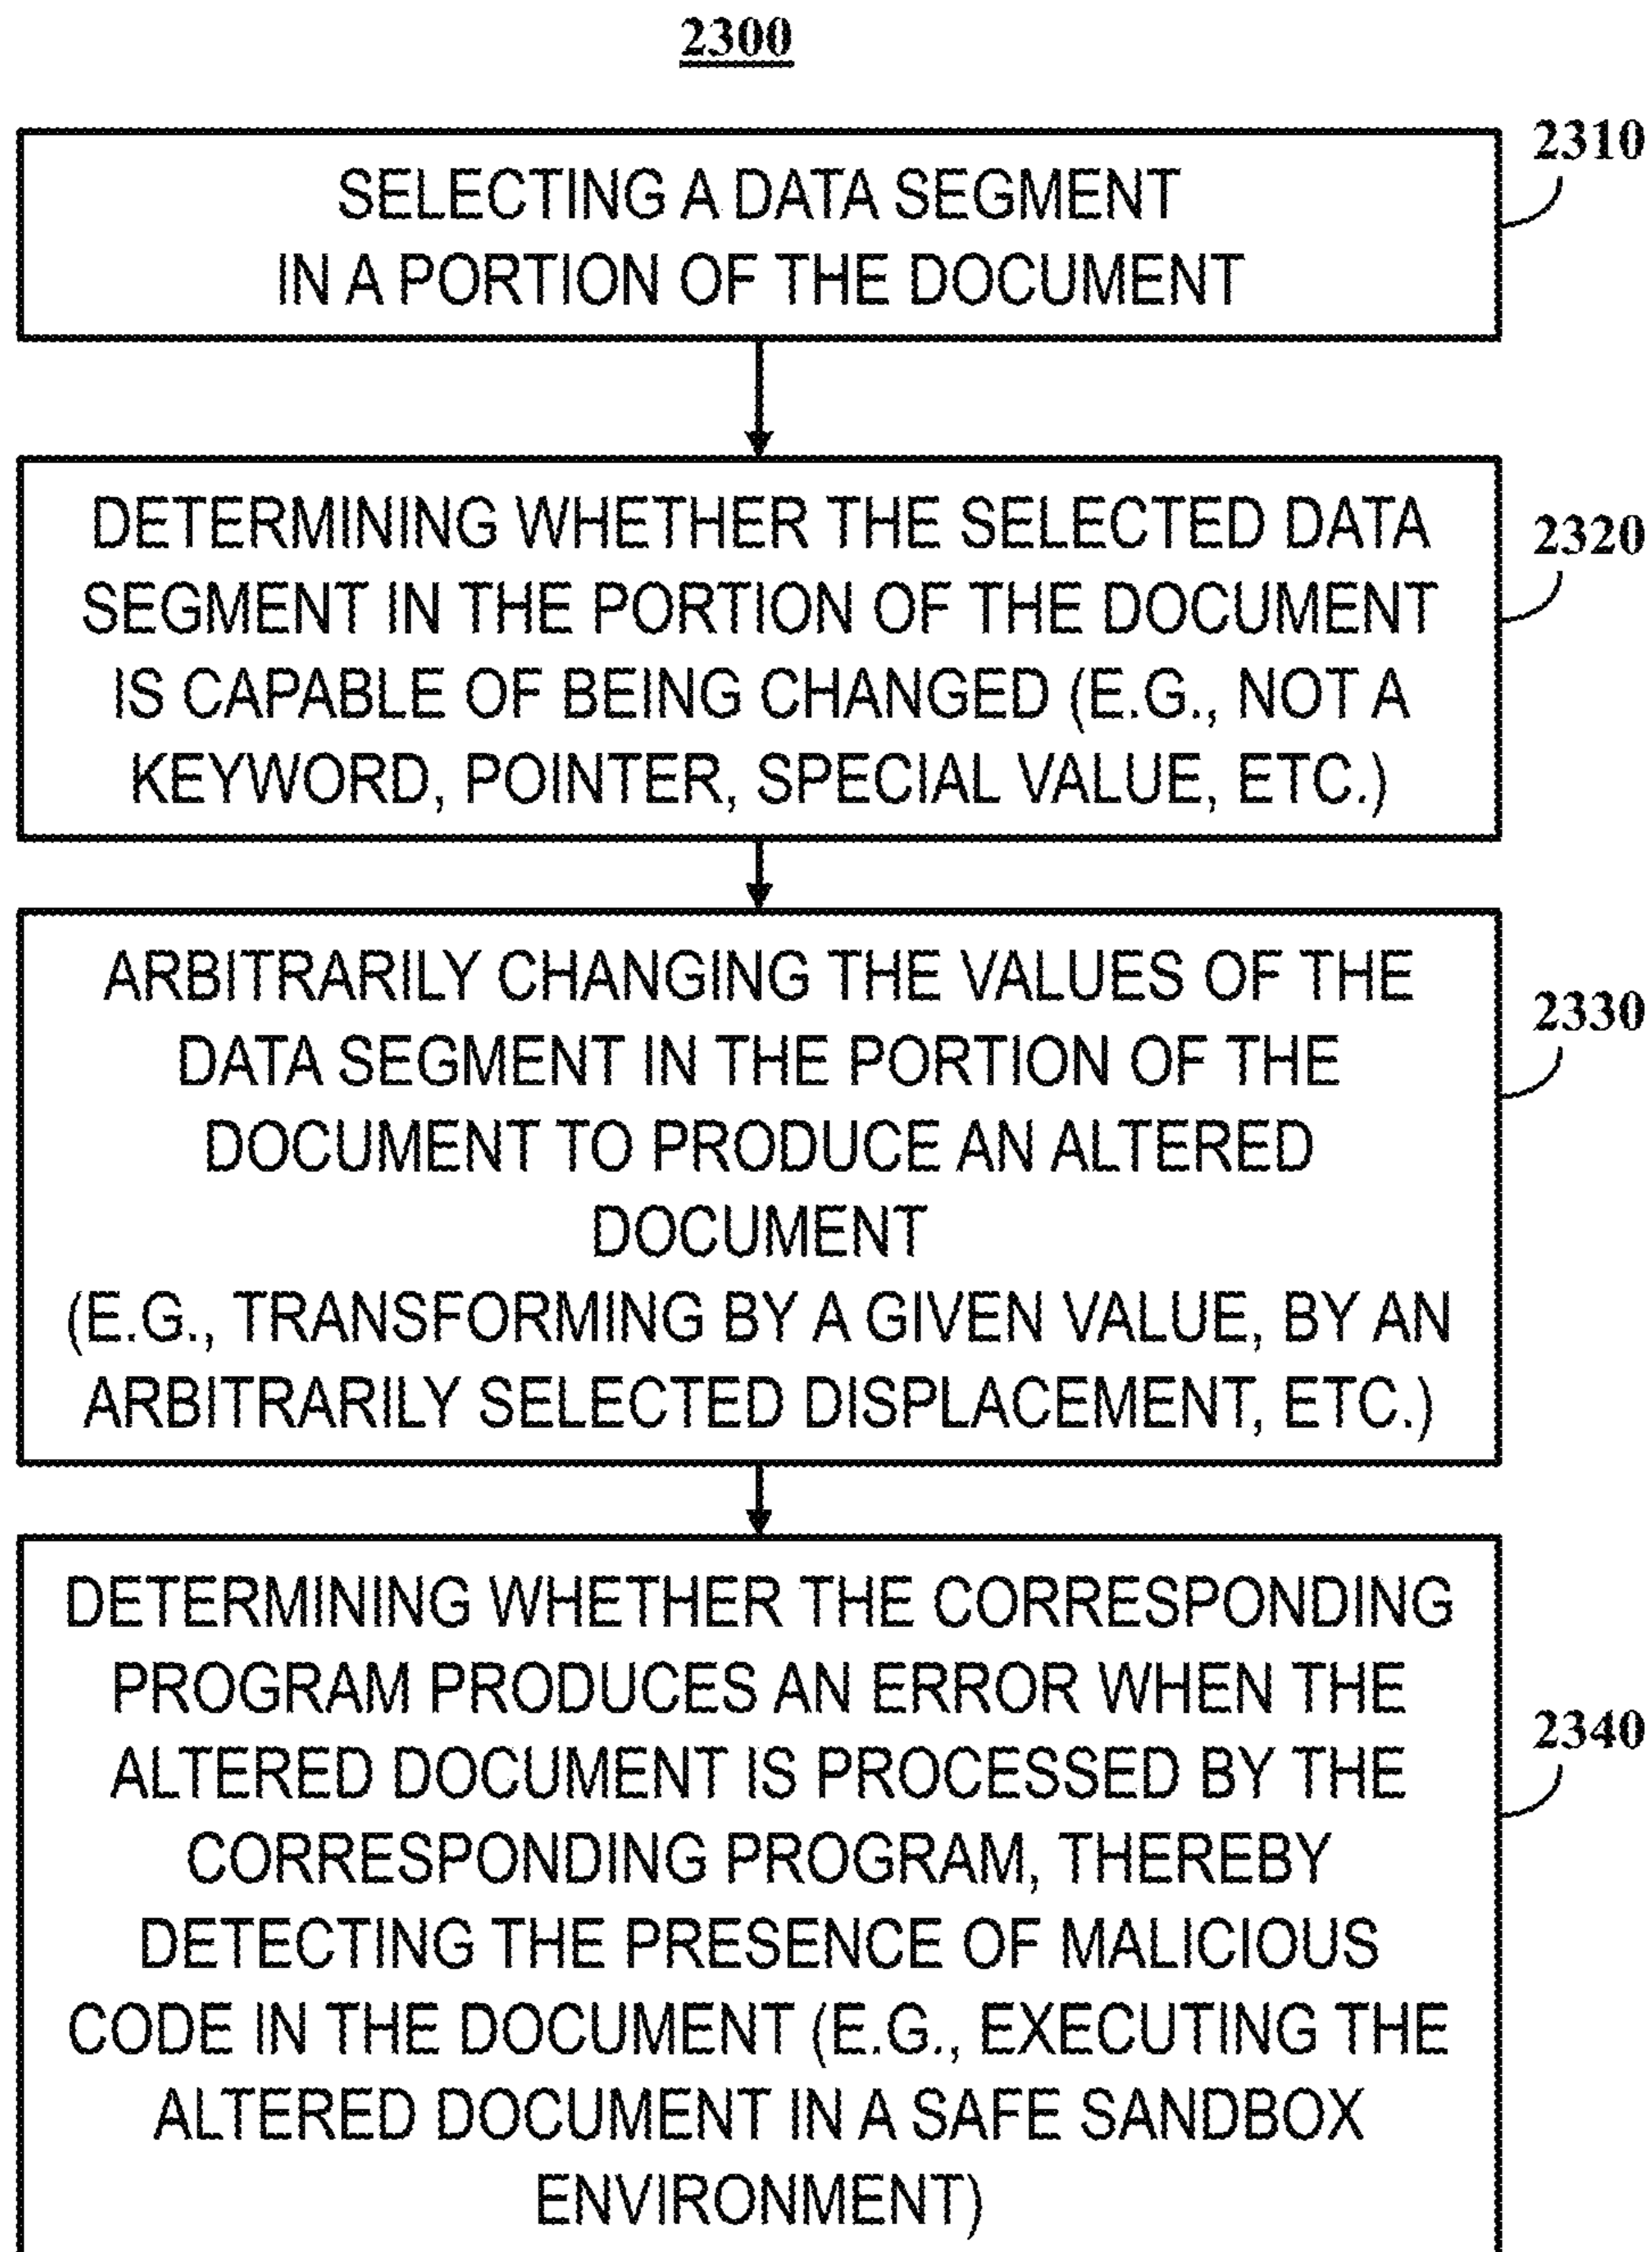 2300
2310
SELECTING A DATA SEGMENT
IN A PORTION OF THE DOCUMENT
2320
DETERMINING WHETHER THE SELECTED DATA
SEGMENT IN THE PORTION OF THE DOCUMENT
IS CAPABLE OF BEING CHANGED (E.G., NOT A
KEYWORD, POINTER, SPECIAL VALUE, ETC.)
2330
ARBITRARILY CHANGING THE VALUES OF THE
DATA SEGMENT IN THE PORTION OF THE
DOCUMENT TO PRODUCE AN ALTERED
DOCUMENT
(E.G., TRANSFORMING BY A GIVEN VALUE, BY AN
ARBITRARILY SELECTED DISPLACEMENT, ETC.)
2340
DETERMINING WHETHER THE CORRESPONDING
PROGRAM PRODUCES AN ERROR WHEN THE
ALTERED DOCUMENT IS PROCESSED BY THE
CORRESPONDING PROGRAM, THEREBY
DETECTING THE PRESENCE OF MALICIOUS
CODE IN THE DOCUMENT (E.G., EXECUTING THE
ALTERED DOCUMENT IN A SAFE SANDBOX
ENVIRONMENT)